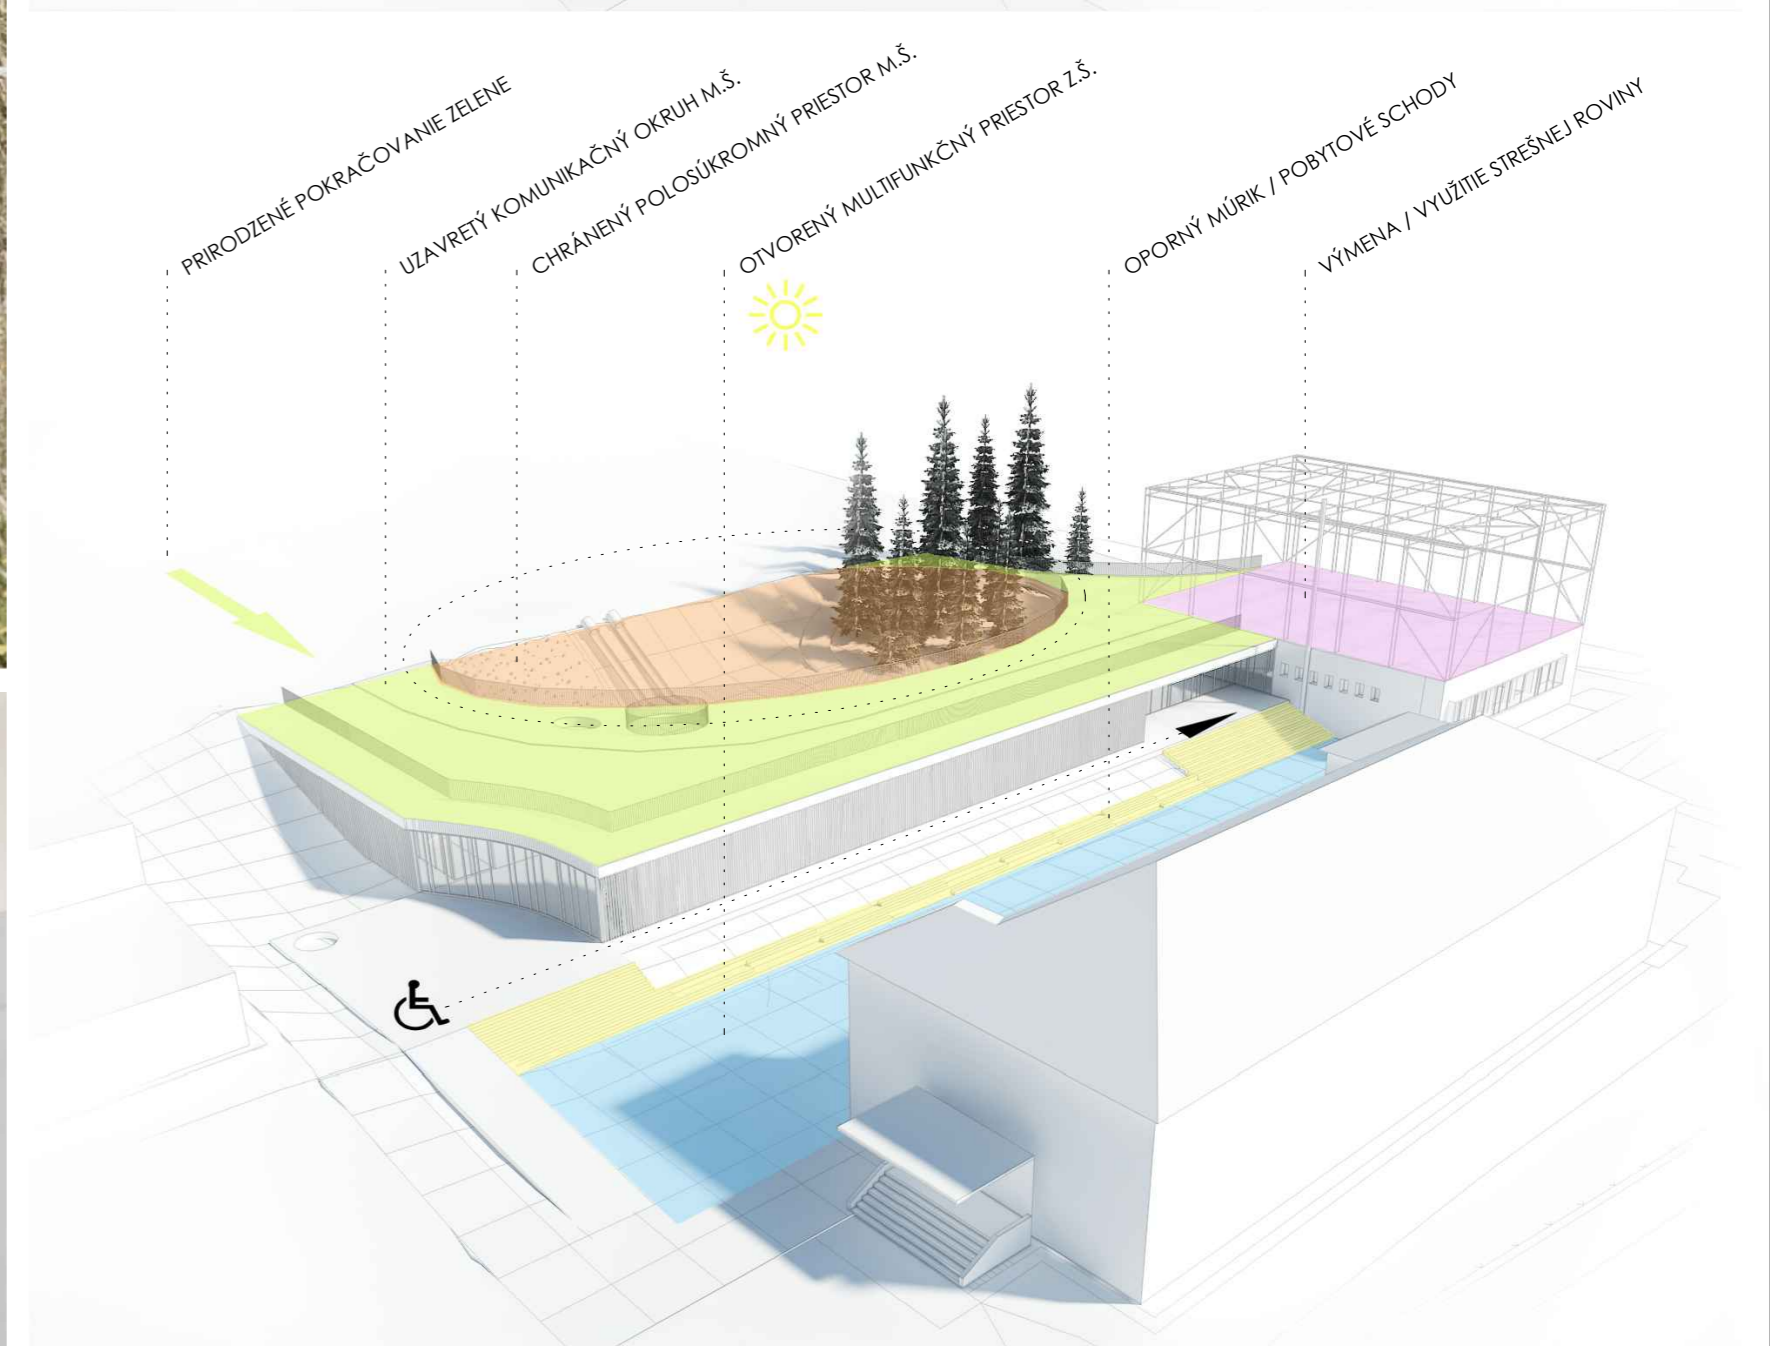 PRIRODZENÉ POKRAČOVANIE ZELENE
UZAVRETÝ KOMUNIKAČNÝ OKRUH M.Š.
CHRÁNENÝ POLOSÚKROMNÝ PRIESTOR M.Š.
OTVORENÝ MULTIFUNKČNÝ PRIESTOR Z.Š.
OPORNÝ MÚRIK / POBYTOVÉ SCHODY
VÝMENA / VYUŽITIE STREŠNEJ ROVINY